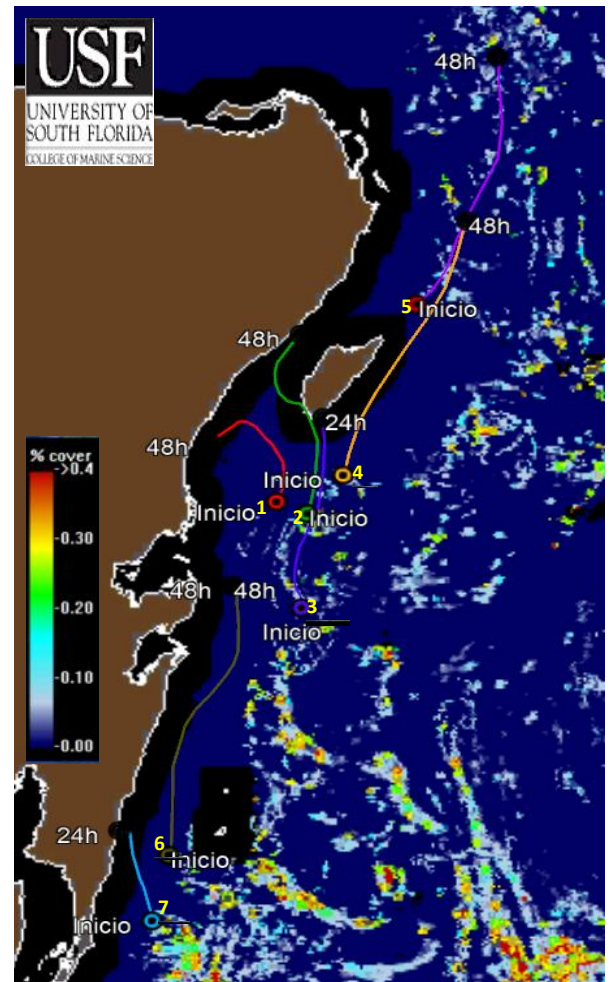 USF
UNIVERSITY OF
SOUTH FLORIDA
COLLEGE OF MARINE SCIENCE
48h
48h
5 Inicio
48h
24h
48h
4
Inicio
Inicio 1
2 Inicio
% cover
->0.4
-0.30
-0.20
-0.10
-0.00
48h 48h
3
Inicio
24h
6 Inicio
7
Inicio